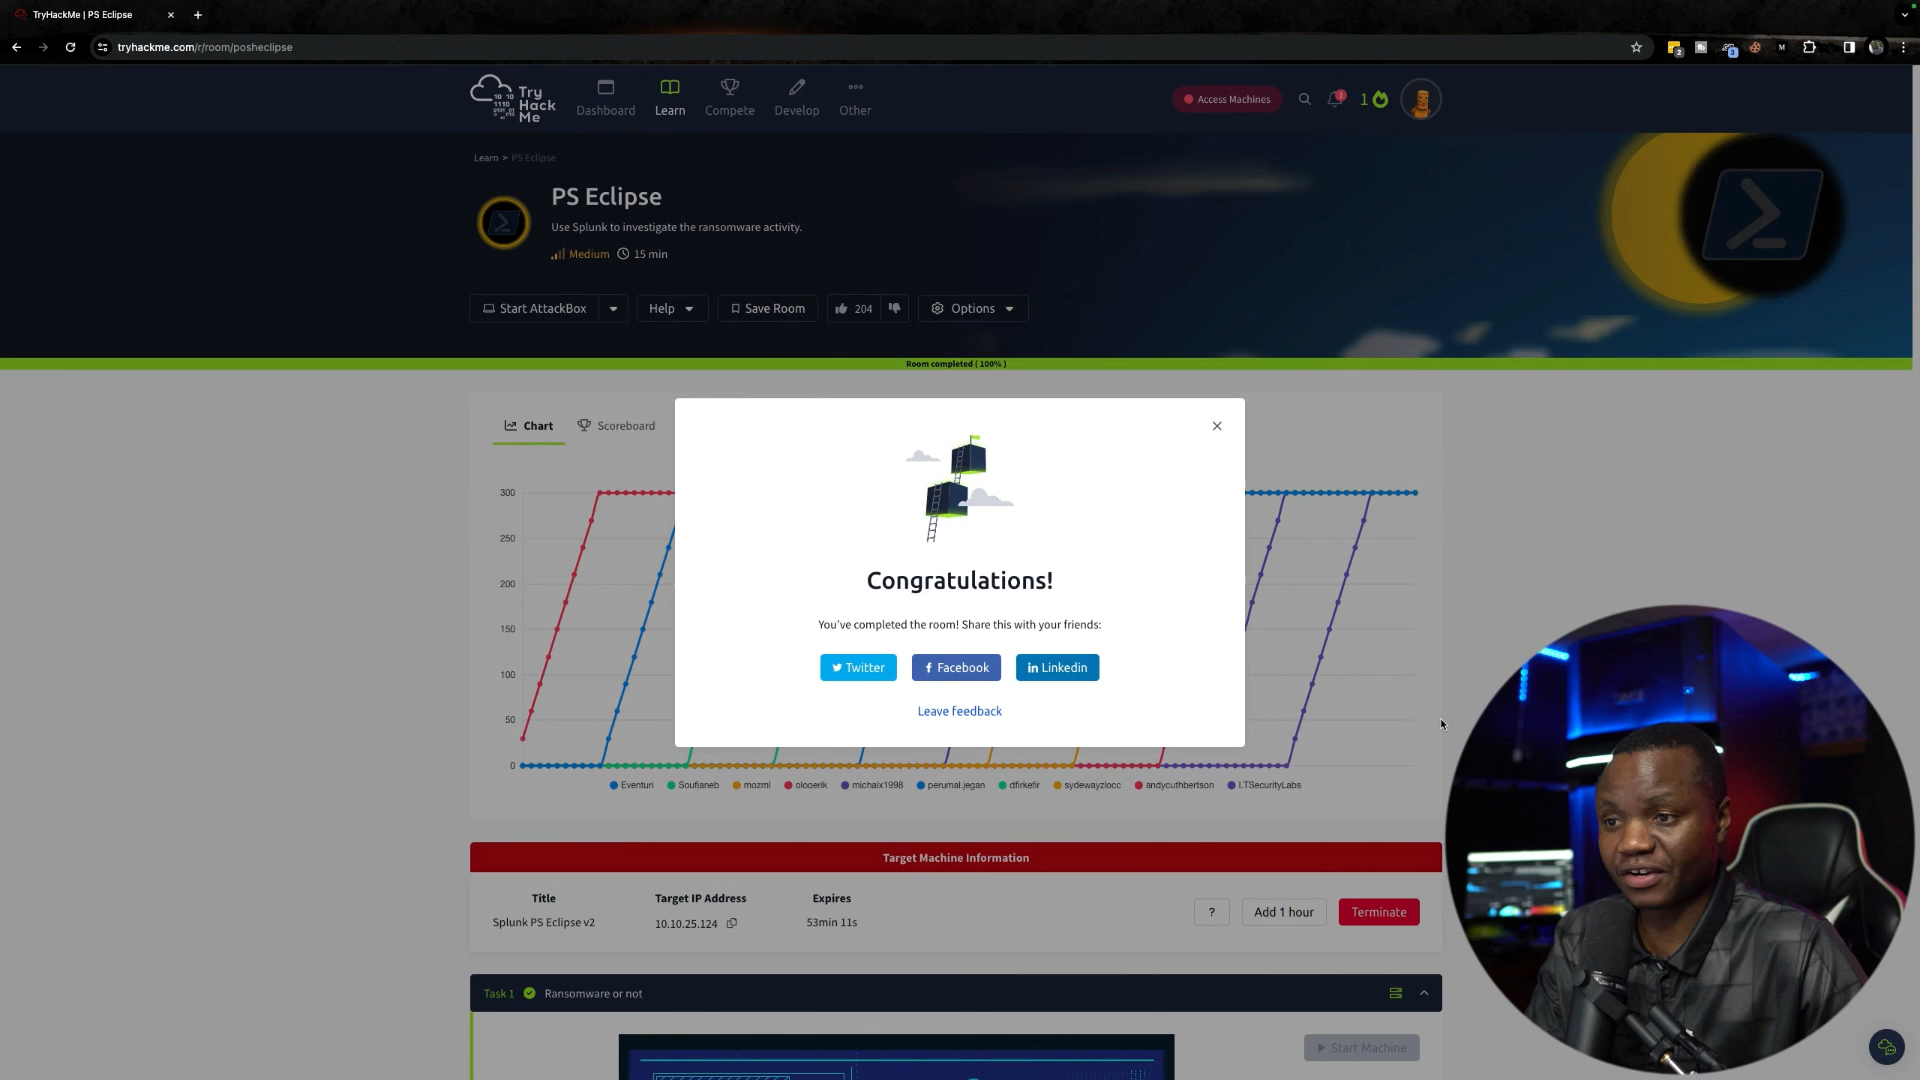 TryHackMe | PS Eclipse
tryhackme.com/r/room/posheclipse
Try
Hack
Me
Dashboard
Learn
Compete
Develop
Other
Access Machines
1
1
Learn > PS Eclipse
PS Eclipse
Use Splunk to investigate the ransomware activity.
Medium 15 min
Start AttackBox
Help
Save Room
204
Options
Room completed ( 100% )
Chart
Scoreboard
300
250
200
150
100
50
0
Congratulations!
You've completed the room! Share this with your friends:
Twitter
Facebook
Linkedin
Leave feedback
Eventuri Soufianeb mozmi olooerik michalx1998 perumal.jegan dfirkefir sydewayzlocc andycuthbertson I.TSecurityLabs
Target Machine Information
Title Target IP Address Expires
Splunk PS Eclipse v2 10.10.25.124 53min 11s
?
Add 1 hour
Terminate
Task 1 Ransomware or not
Start Machine